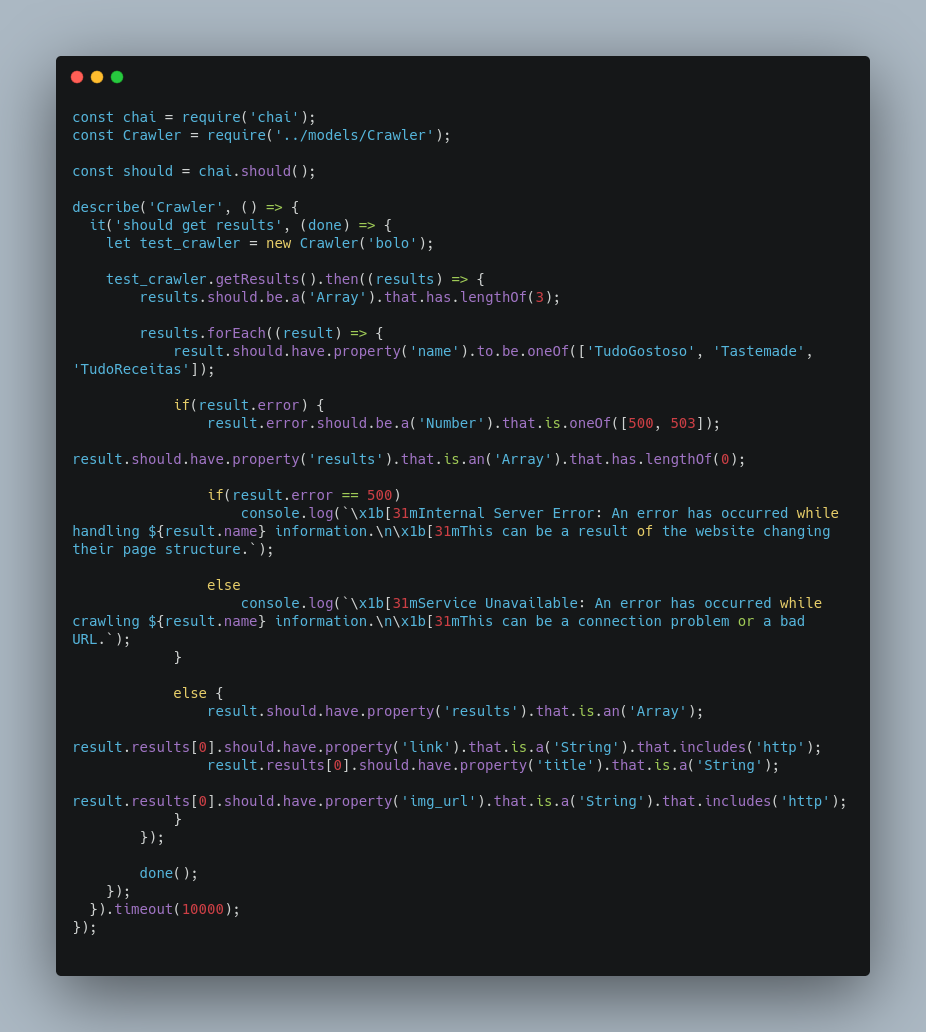 const chai = require('chai');
const Crawler = require('../models/Crawler');

const should = chai.should();

describe('Crawler', () => {
  it('should get results', (done) => {
    let test_crawler = new Crawler('bolo');

    test_crawler.getResults().then((results) => {
        results.should.be.a('Array').that.has.lengthOf(3);

        results.forEach((result) => {
            result.should.have.property('name').to.be.oneOf(['TudoGostoso', 'Tastemade',
'TudoReceitas']);

            if(result.error) {
                result.error.should.be.a('Number').that.is.oneOf([500, 503]);

result.should.have.property('results').that.is.an('Array').that.has.lengthOf(0);

                if(result.error == 500)
                    console.log(`\x1b[31mInternal Server Error: An error has occurred while
handling ${result.name} information.\n\x1b[31mThis can be a result of the website changing
their page structure.`);

                else
                    console.log(`\x1b[31mService Unavailable: An error has occurred while
crawling ${result.name} information.\n\x1b[31mThis can be a connection problem or a bad
URL.`);
            }

            else {
                result.should.have.property('results').that.is.an('Array');

result.results[0].should.have.property('link').that.is.a('String').that.includes('http');
                result.results[0].should.have.property('title').that.is.a('String');

result.results[0].should.have.property('img_url').that.is.a('String').that.includes('http');
            }
        });

        done();
    });
  }).timeout(10000);
});